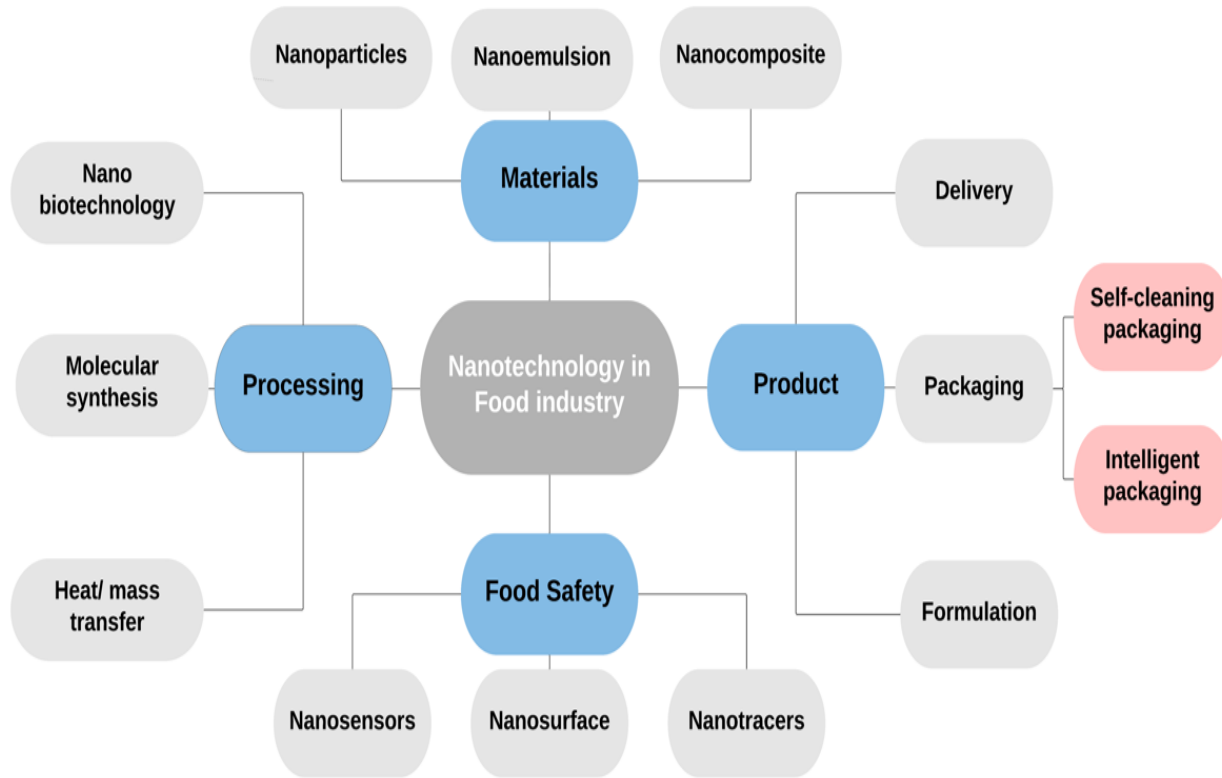 Nanoparticles
Nanoemulsion
Nanocomposite
Materials
Nano
biotechnology
Delivery
Self-cleaning
packaging
Molecular
synthesis
Processing
Nanotechnology in
Food industry
Product
Packaging
Intelligent
packaging
Heat/ mass
transfer
Food Safety
Formulation
Nanosensors
Nanosurface
Nanotracers